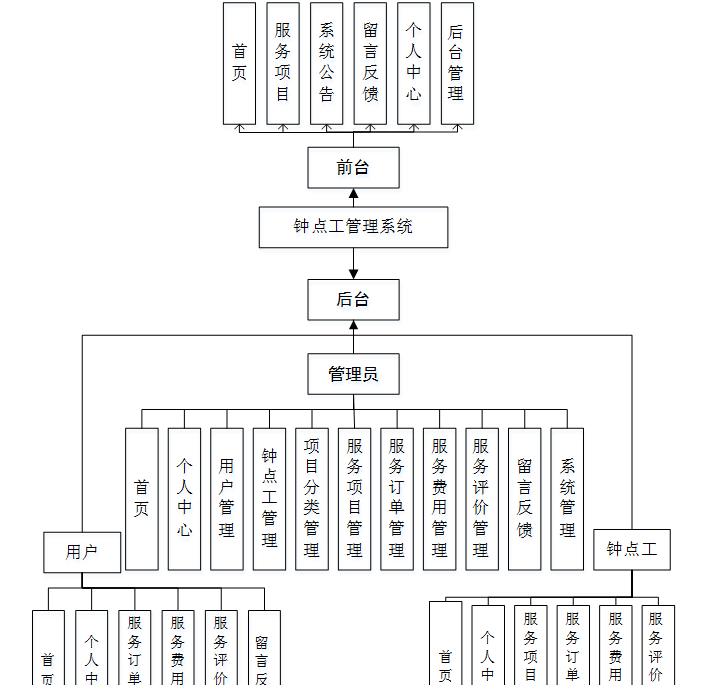 首页
服务项目
系统公告
留言反馈
个人中心
后台管理
前台
钟点工管理系统
后台
管理员
首页
个人中心
用户管理
钟点工管理
项目分类管理
服务项目管理
服务订单管理
服务费用管理
服务评价管理
留言反馈
系统管理
用户
钟点工
首页
个人中
服务订单
服务费用
服务评价
留言反
首页
个人中
服务项目
服务订单
服务费用
服务评价